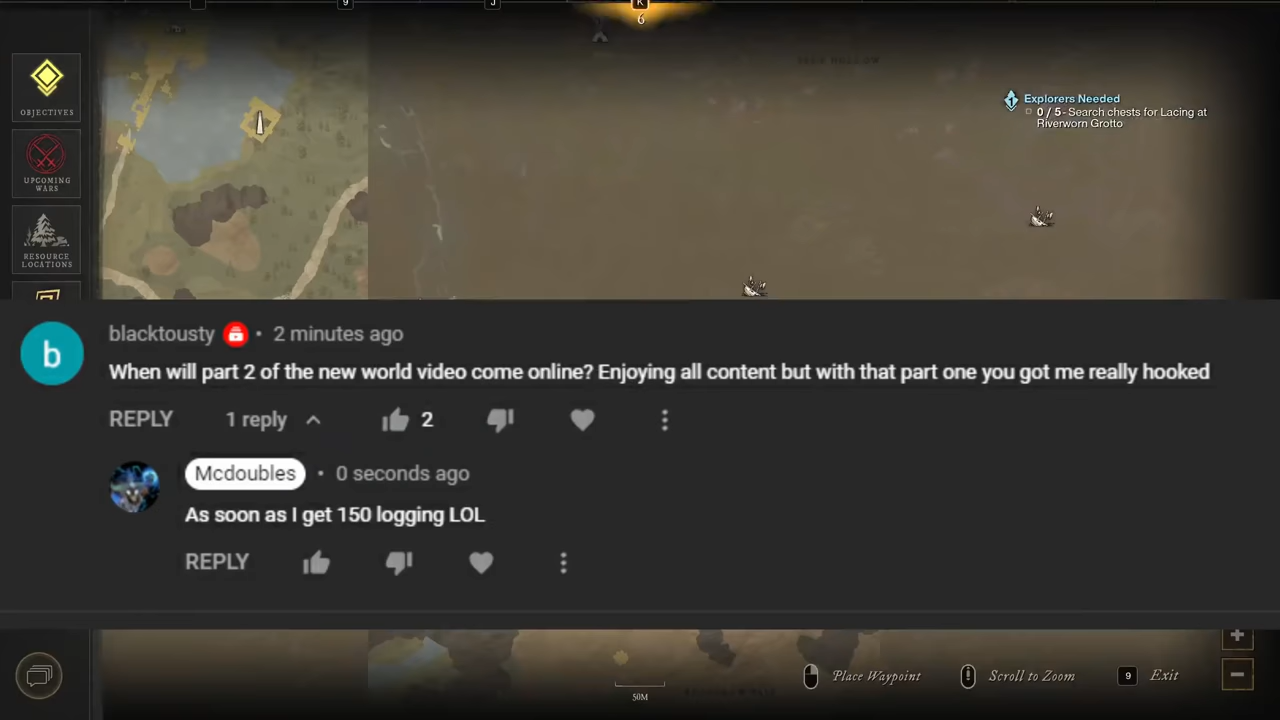 9
J
K
6
OBJECTIVES
Explorers Needed
0 / 5 - Search chests for Lacing at
Riverworn Grotto
UPCOMING
WARS
RESOURCE
LOCATIONS
b
blacktousty • 2 minutes ago
When will part 2 of the new world video come online? Enjoying all content but with that part one you got me really hooked
REPLY 1 reply 2
Mcdoubles • 0 seconds ago
As soon as I get 150 logging LOL
REPLY
Place Waypoint Scroll to Zoom 9 Exit
50M